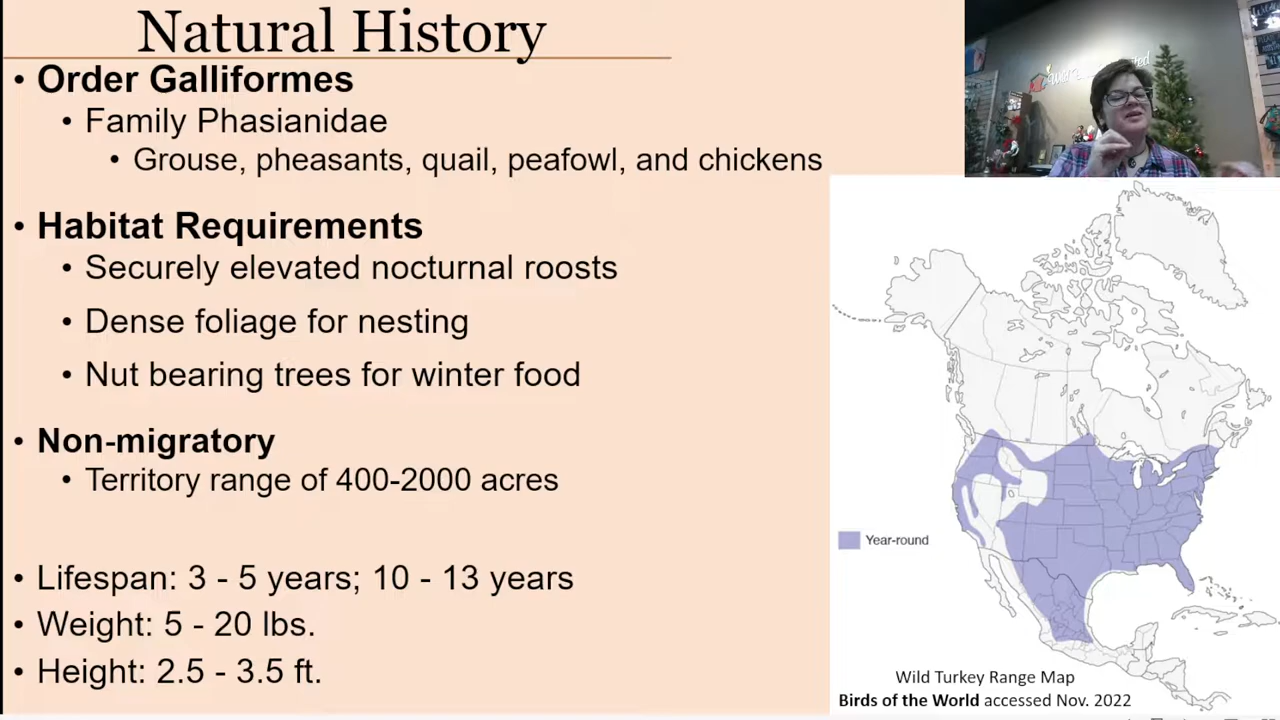 Natural History
• Order Galliformes
• Family Phasianidae
• Grouse, pheasants, quail, peafowl, and chickens
• Habitat Requirements
• Securely elevated nocturnal roosts
• Dense foliage for nesting
• Nut bearing trees for winter food
• Non-migratory
• Territory range of 400-2000 acres
• Lifespan: 3 - 5 years; 10 - 13 years
• Weight: 5 - 20 lbs.
• Height: 2.5 - 3.5 ft.
Year-round
Wild Turkey Range Map
Birds of the World accessed Nov. 2022